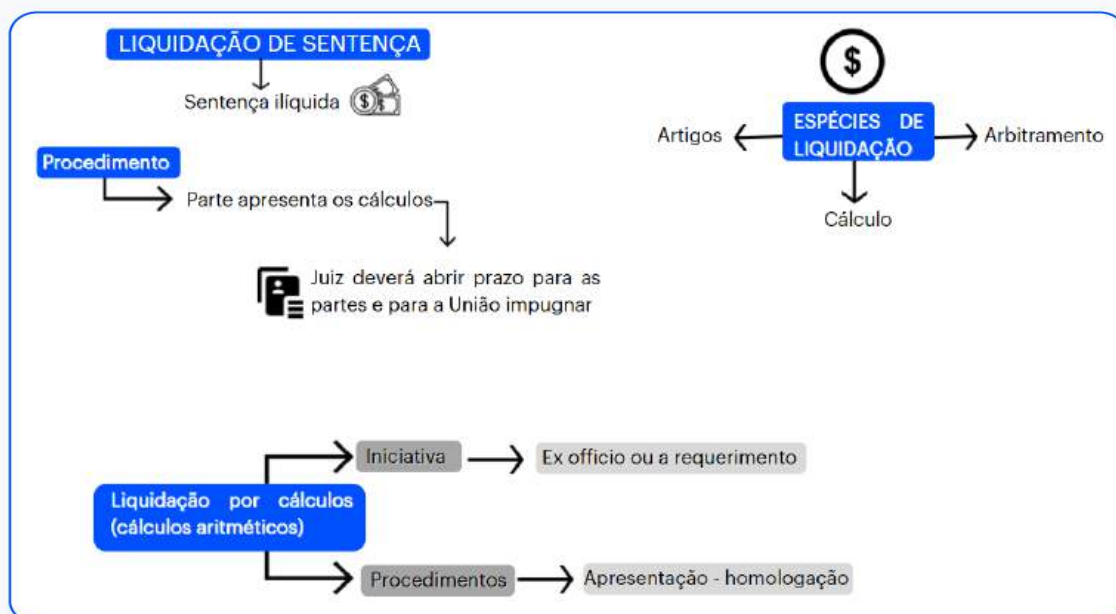 LIQUIDAÇÃO DE SENTENÇA
Sentença ilíquida
$
$
$
ESPÉCIES DE
LIQUIDAÇÃO
Artigos
Arbitramento
Cálculo
Procedimento
Parte apresenta os cálculos
Juiz deverá abrir prazo para as
partes e para a União impugnar
Iniciativa
Ex officio ou a requerimento
Liquidação por cálculos
(cálculos aritméticos)
Procedimentos
Apresentação - homologação